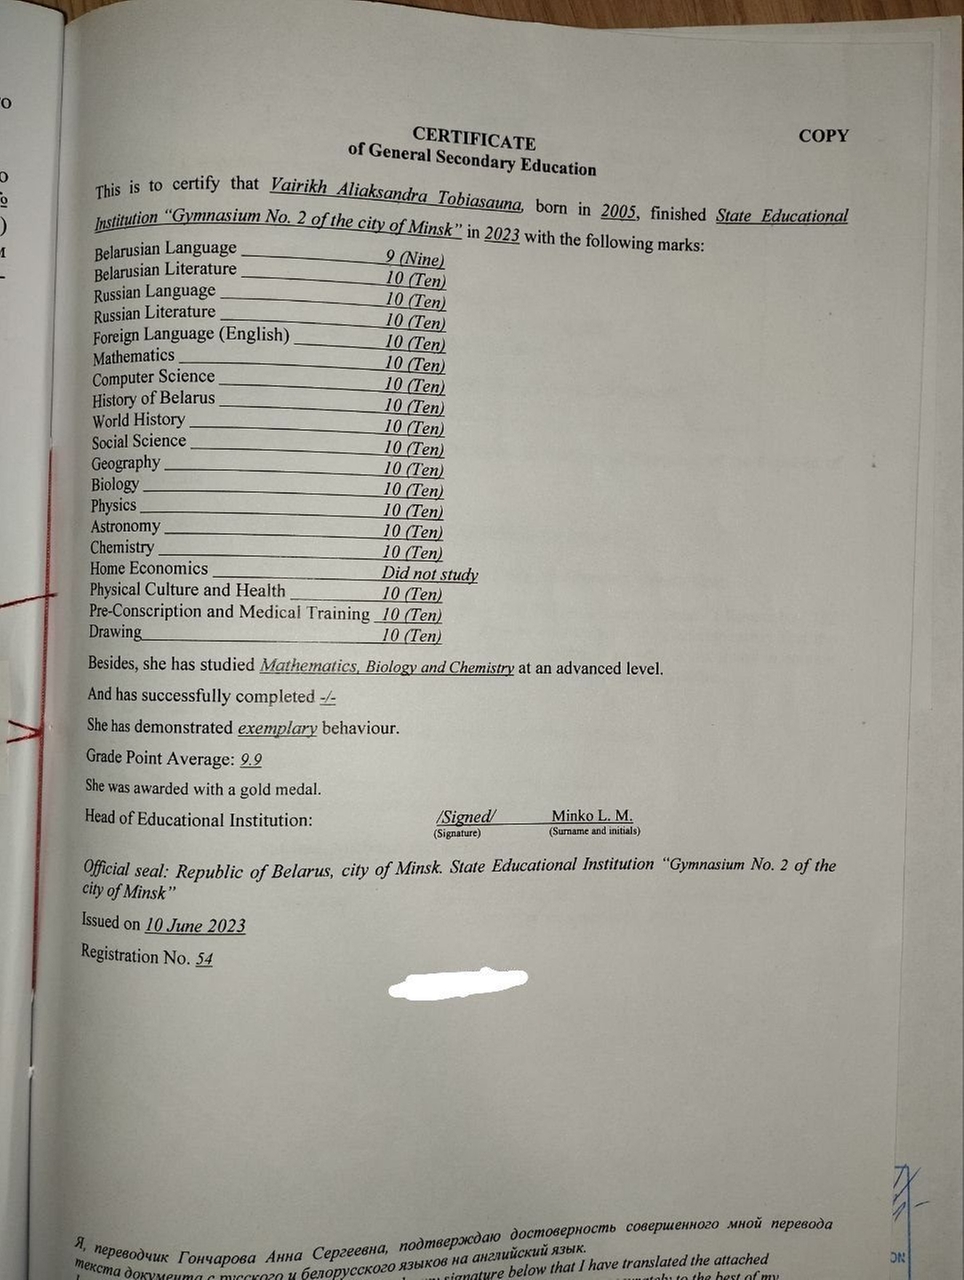 COPY
CERTIFICATE
of General Secondary Education
This is to certify that Vairikh Aliaksandra Tobiasauna, born in 2005, finished State Educational
Institution “Gymnasium No. 2 of the city of Minsk” in 2023 with the following marks:
Belarusian Language 9 (Nine)
Belarusian Literature 10 (Ten)
Russian Language 10 (Ten)
Russian Literature 10 (Ten)
Foreign Language (English) 10 (Ten)
Mathematics 10 (Ten)
Computer Science 10 (Ten)
History of Belarus 10 (Ten)
World History 10 (Ten)
Social Science 10 (Ten)
Geography 10 (Ten)
Biology 10 (Ten)
Physics 10 (Ten)
Astronomy 10 (Ten)
Chemistry 10 (Ten)
Home Economics Did not study
Physical Culture and Health 10 (Ten)
Pre-Conscription and Medical Training 10 (Ten)
Drawing 10 (Ten)
Besides, she has studied Mathematics, Biology and Chemistry at an advanced level.
And has successfully completed -/-
She has demonstrated exemplary behaviour.
Grade Point Average: 9.9
She was awarded with a gold medal.
Head of Educational Institution: /Signed/ Minko L. M.
(Signature) (Surname and initials)
Official seal: Republic of Belarus, city of Minsk. State Educational Institution “Gymnasium No. 2 of the
city of Minsk”
Issued on 10 June 2023
Registration No. 54
Я, переводчик Гончарова Анна Сергеевна, подтверждаю достоверность совершенного мной перевода
текста документа с русского и белорусского языков на английский язык.
signature below that I have translated the attached
to the best of my